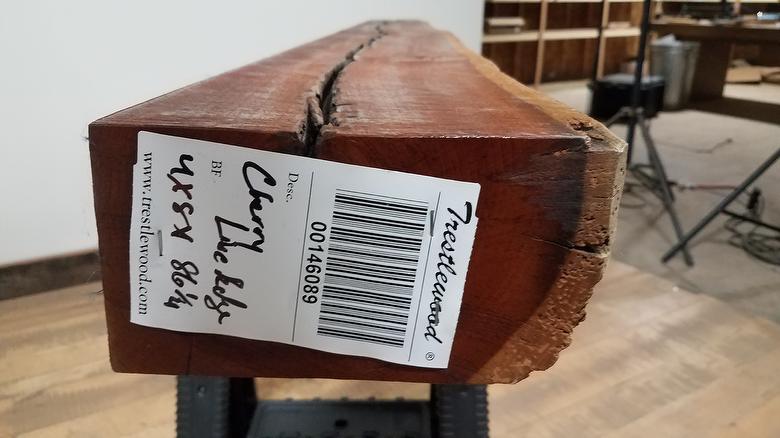 Trestlewood ®
00146089
Desc.
Cherry Live Edge
BF
4x8x 86¼
www.trestlewood.com